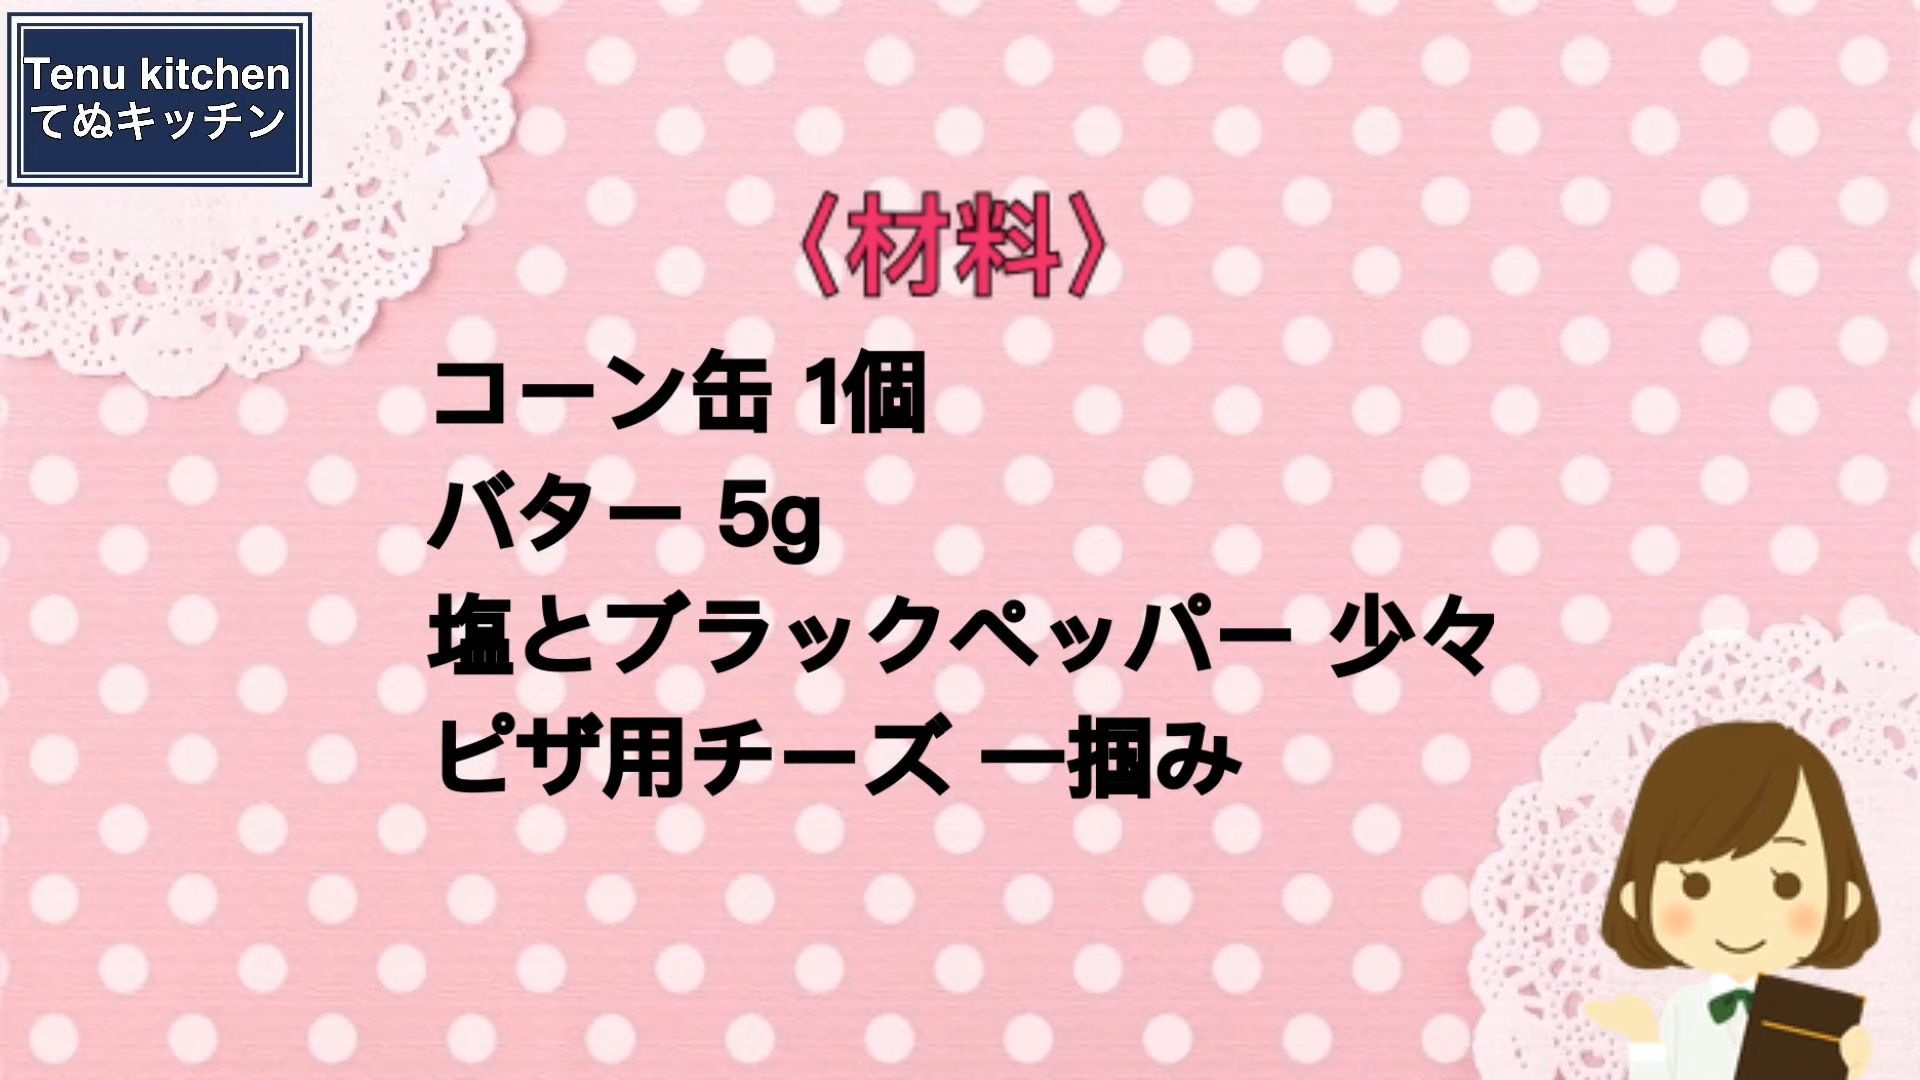 Tenu kitchen
てぬキッチン
〈材料〉
コーン缶 1個
バター 5g
塩とブラックペッパー 少々
ピザ用チーズ 一掴み